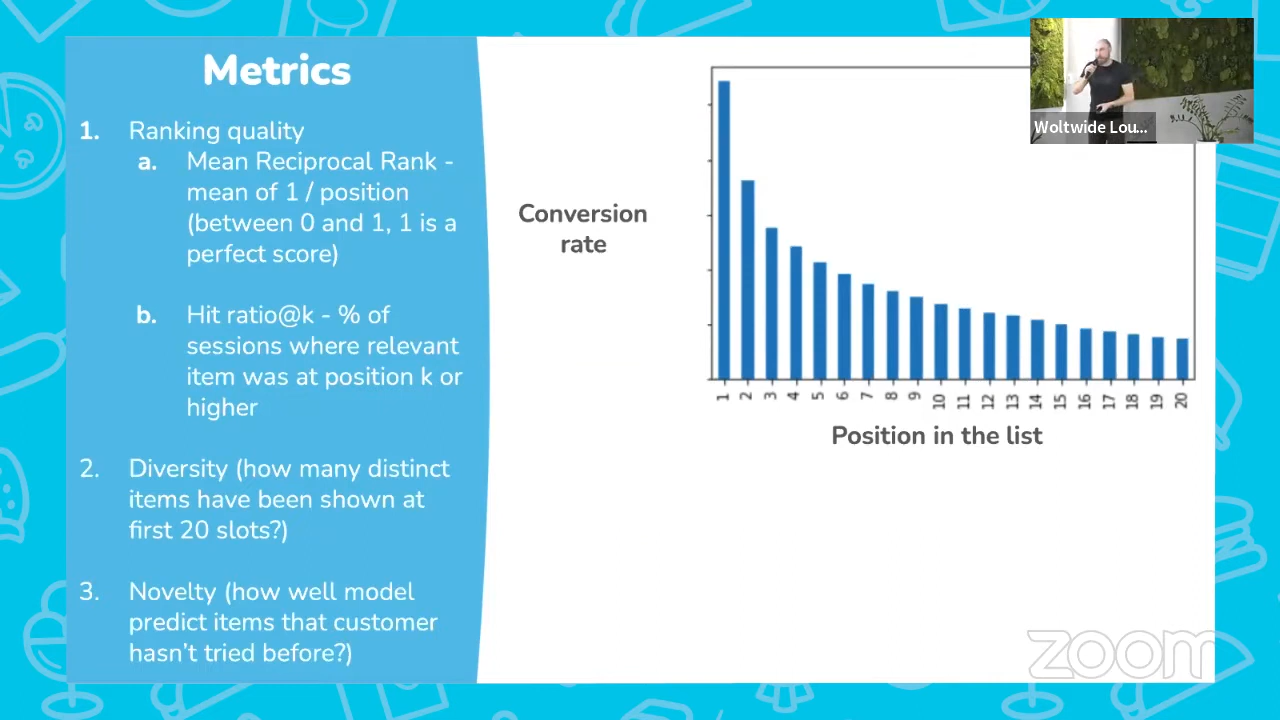 Metrics
1. Ranking quality
a. Mean Reciprocal Rank -
mean of 1 / position
(between 0 and 1, 1 is a
perfect score)
b. Hit ratio@k - % of
sessions where relevant
item was at position k or
higher
2. Diversity (how many distinct
items have been shown at
first 20 slots?)
3. Novelty (how well model
predict items that customer
hasn't tried before?)
Conversion
rate
1 2 3 4 5 6 7 8 9 10 11 12 13 14 15 16 17 18 19 20
Position in the list
Woltwide Lou...
zoom